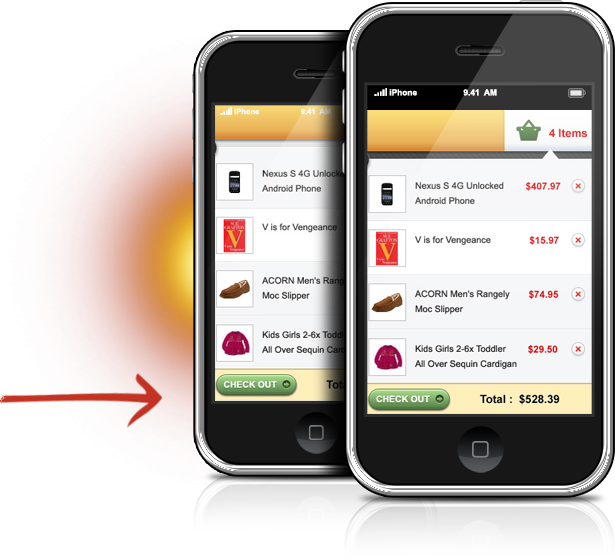 iPhone 9.41 AM
Nexus S 4G Unlocked
Android Phone
V is for Vengeance
ACORN Men's Rangely
Moc Slipper
Kids Girls 2-6x Toddler
All Over Sequin
CHECK OUT
iPhone 9.41 AM
4 Items
Nexus S 4G Unlocked $407.97
Android Phone
V is for Vengeance $15.97
ACORN Men's Rangely $74.95
Moc Slipper
Kids Girls 2-6x Toddler $29.50
All Over Sequin Cardigan
CHECK OUT Total : $528.39